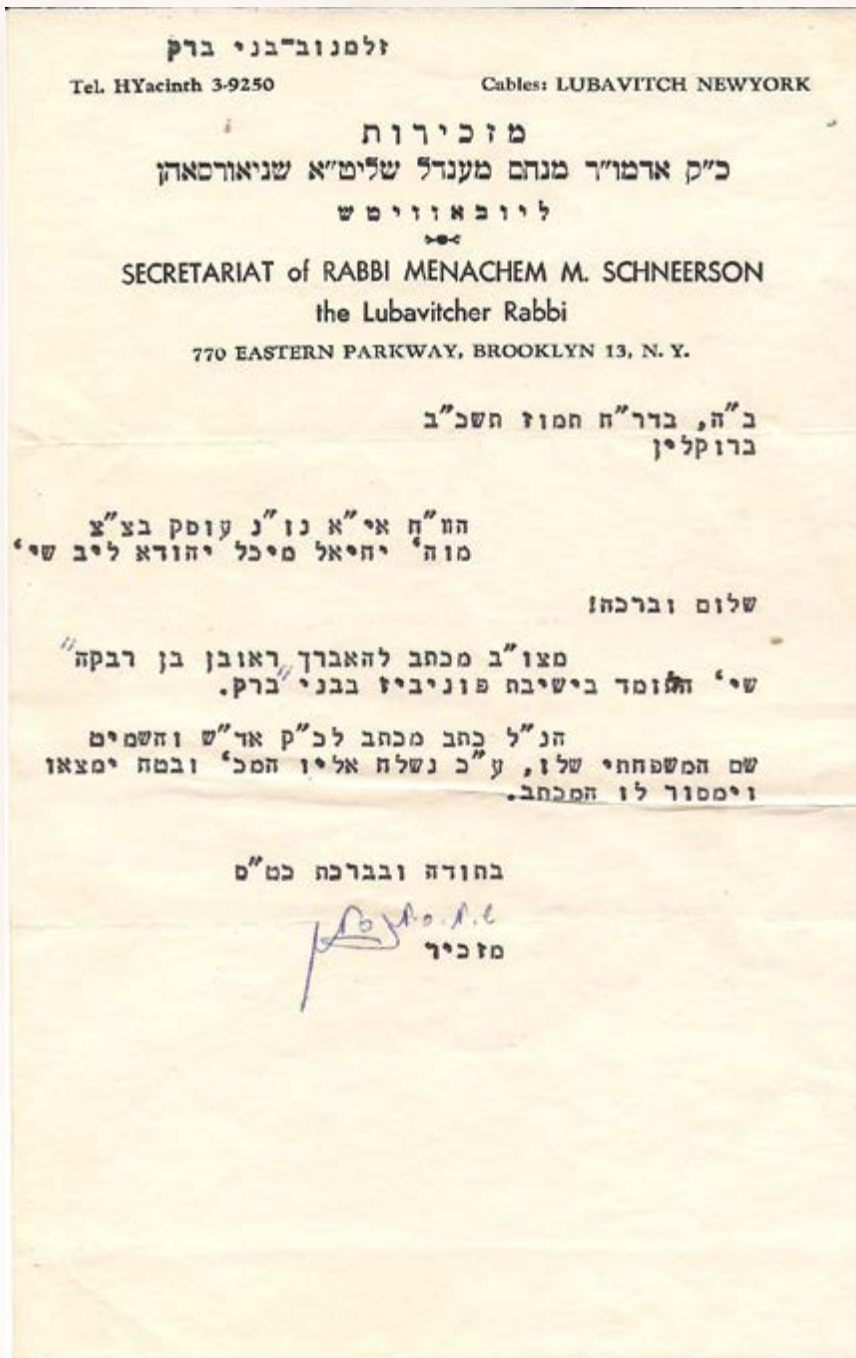 זלמנוב-בני ברק
Tel. HYacinth 3-9250 Cables: LUBAVITCH NEWYORK
מזכירות
כ"ק אדמו"ר מנחם מענדל שליט"א שניאורסאהן
ליובאוויטש
SECRETARIAT of RABBI MENACHEM M. SCHNEERSON
the Lubavitcher Rabbi
770 EASTERN PARKWAY, BROOKLYN 13, N. Y.
ב"ה, בדר"ח תמוז תשכ"ב
ברוקלין
הוו"ח אי"א נו"נ עוסק בצ"צ
מוה' יחיאל מיכל יהודא ליב שי'
שלום וברכה!
מצו"ב מכתב להאברך ראובן בן רבקה"
שי' הלומד בישיבת פוניביז בבני"ברק.
הנ"ל כתב מכתב לכ"ק אד"ש והשמיט
שם המשפחתי שלו, ע"כ נשלח אליו המכ' ובטח ימצאו
וימסור לו המכתב.
בתודה ובברכת כט"ס
מזכיר